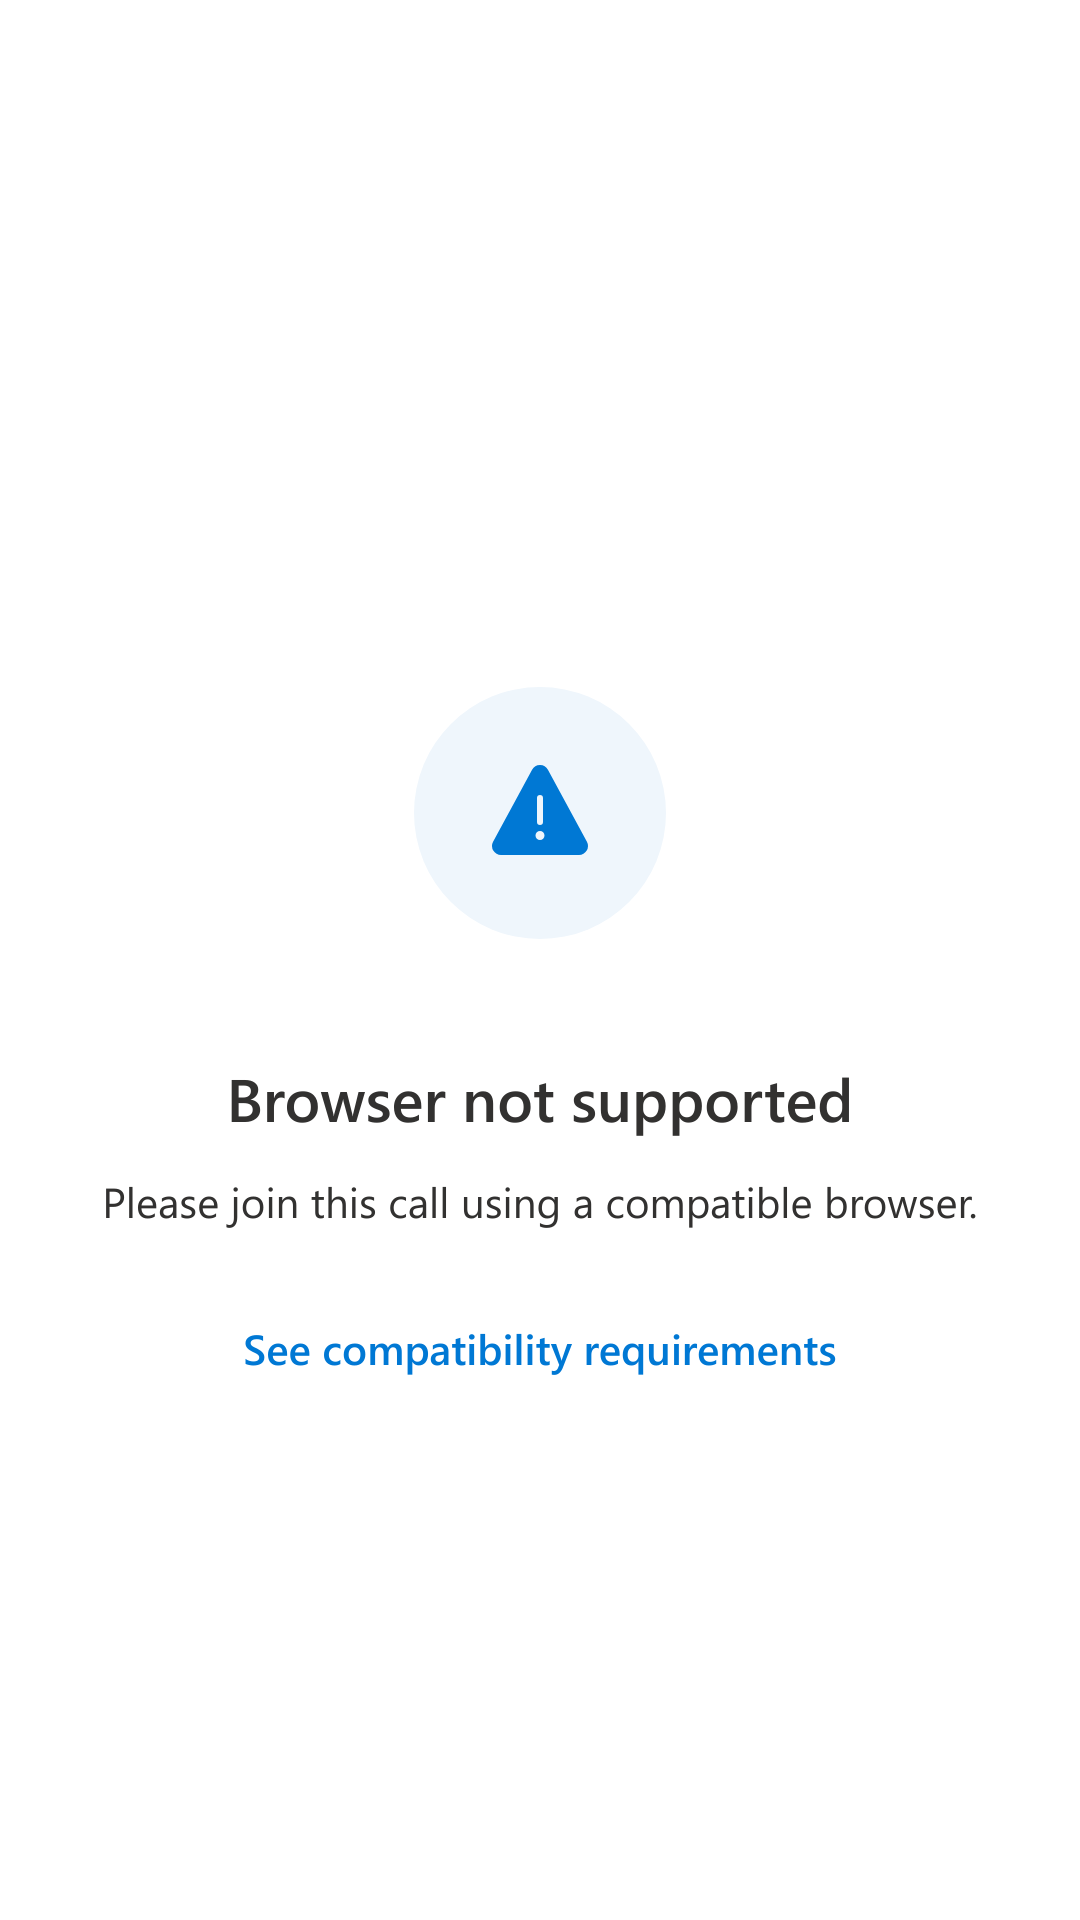 Browser not supported
Please join this call using a compatible browser.
See compatibility requirements